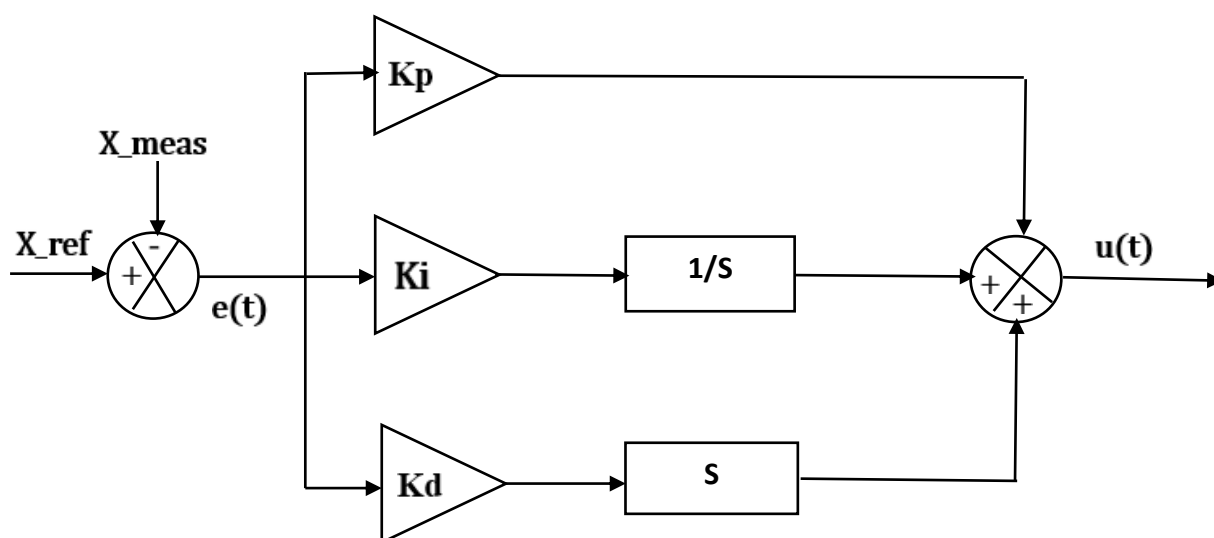 Kp
X_meas
-
X_ref
+
e(t)
Ki
1/S
+
+
u(t)
Kd
S